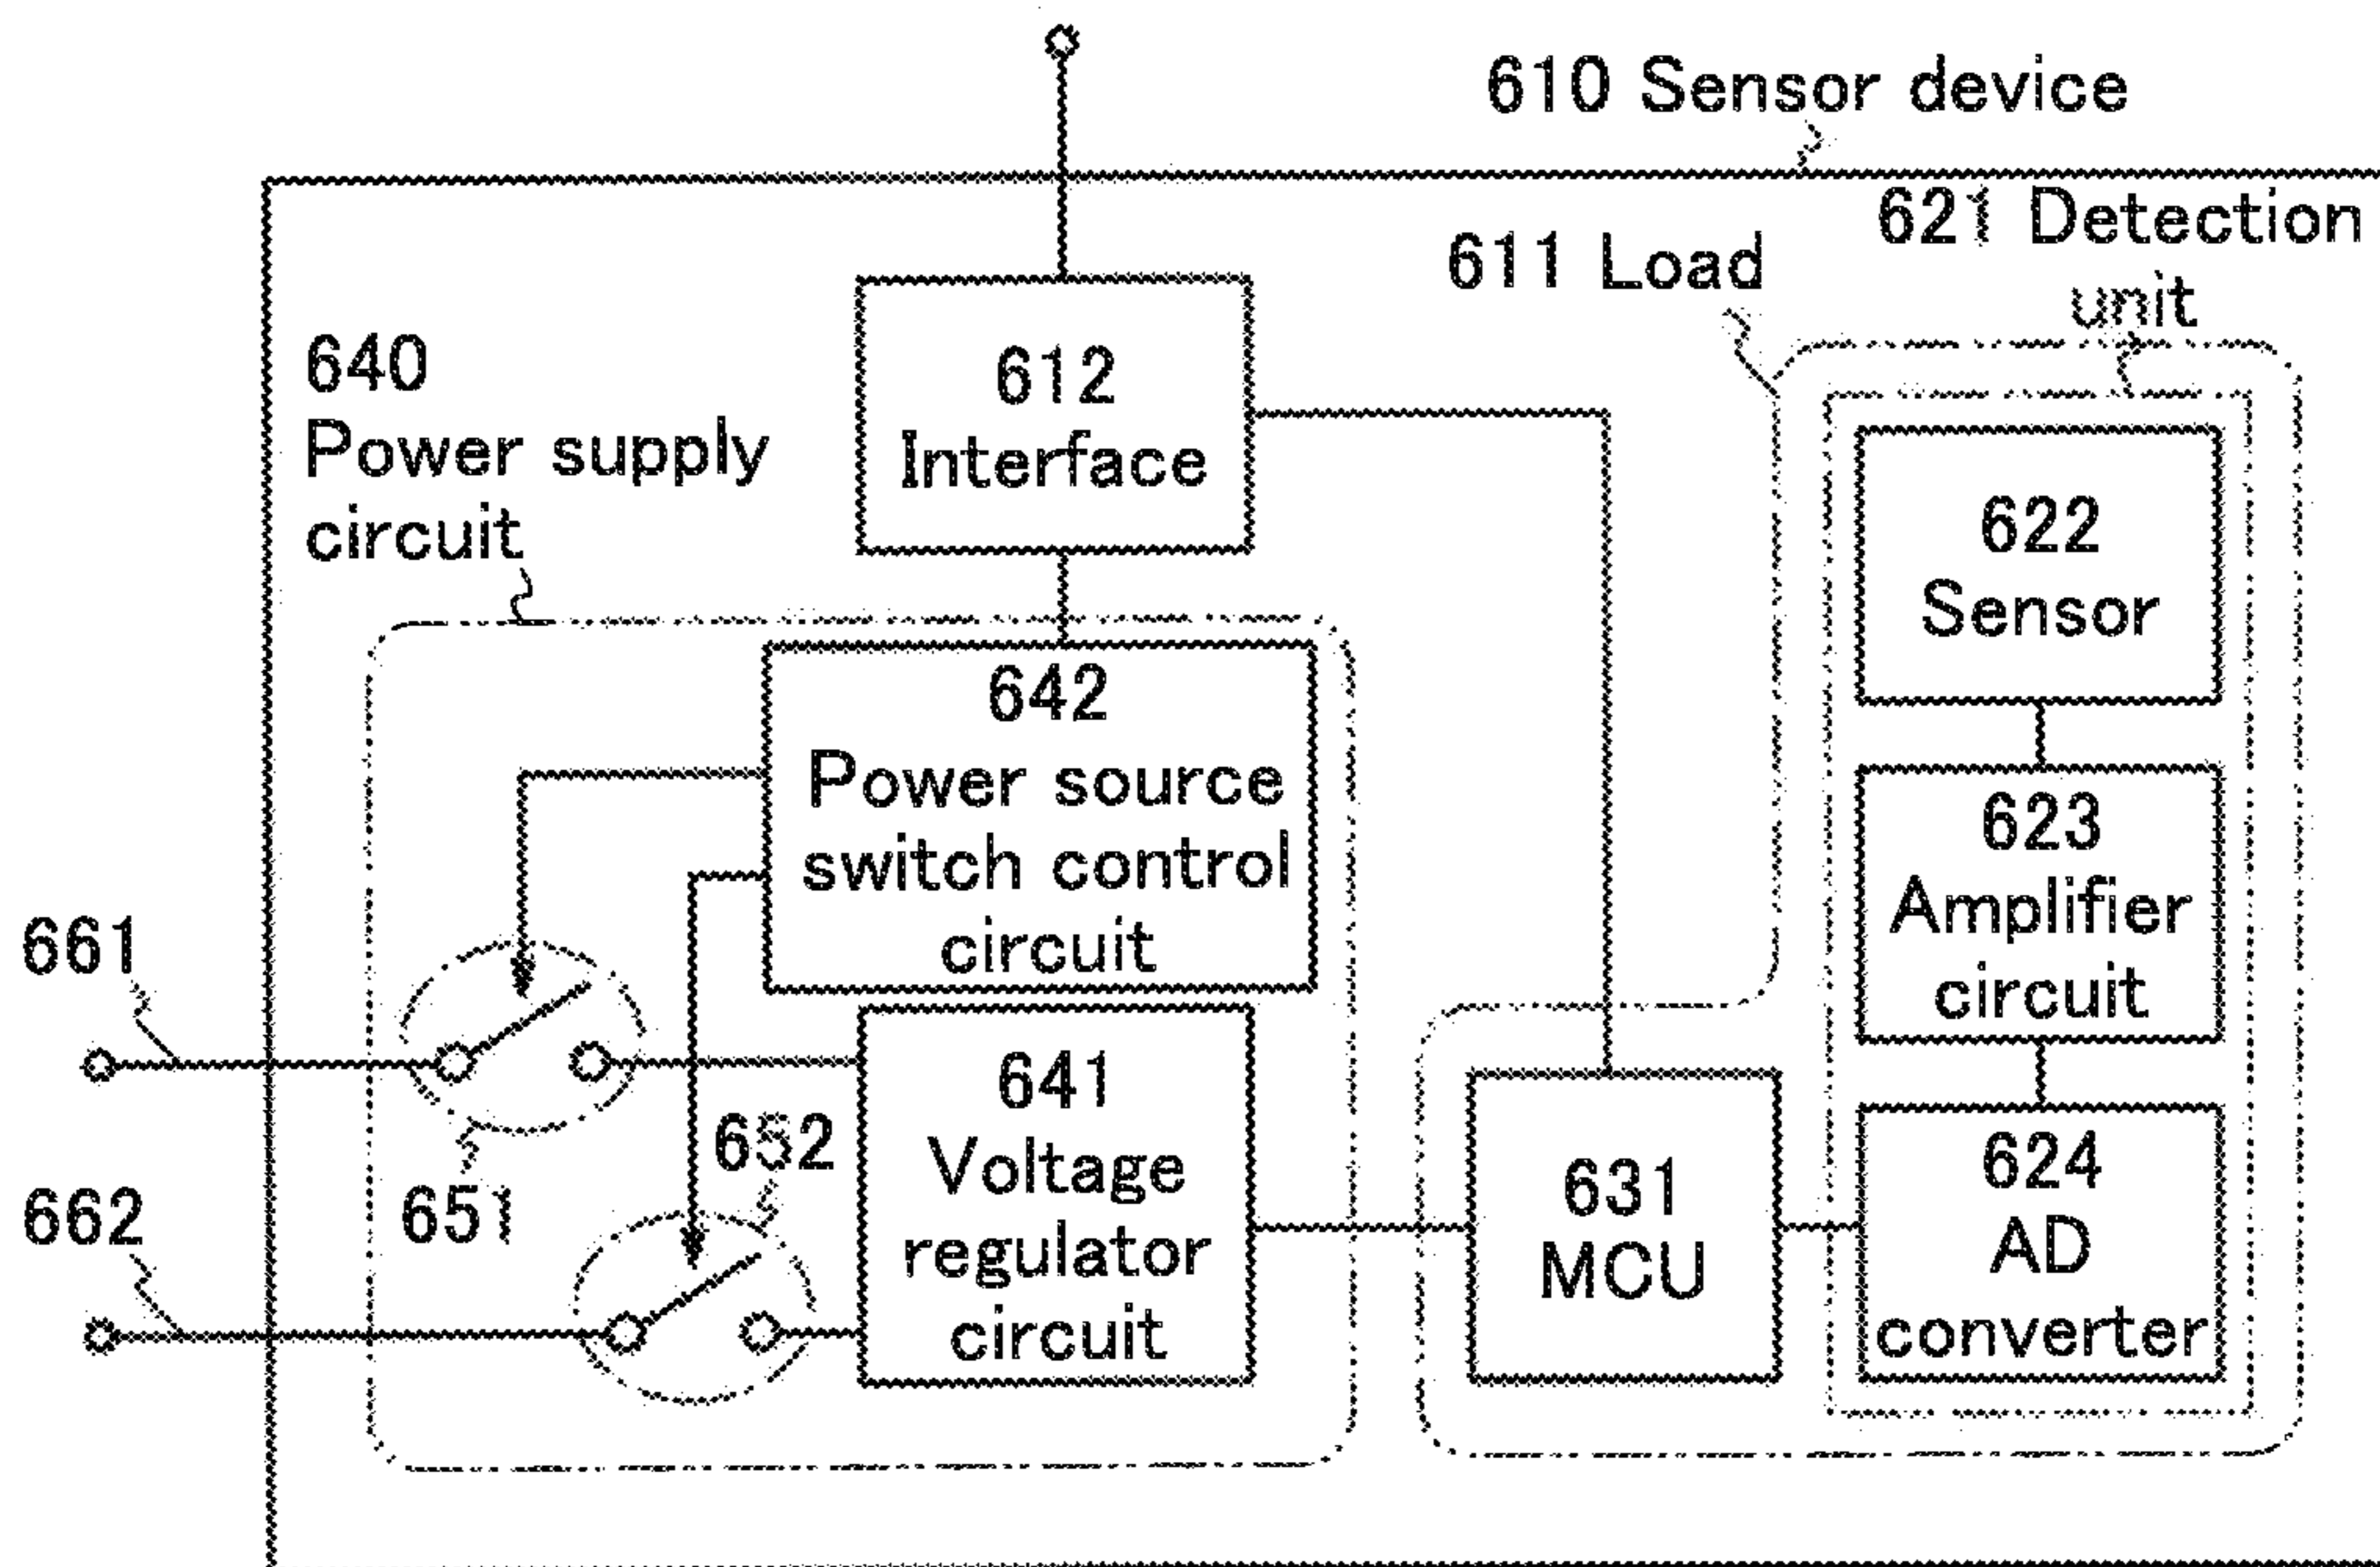 610 Sensor device
621 Detection
unit
611 Load
640
Power supply
circuit
612
Interface
622
Sensor
642
Power source
switch control
circuit
623
Amplifier
circuit
661
651
662
652
641
Voltage
regulator
circuit
631
MCU
624
AD
converter